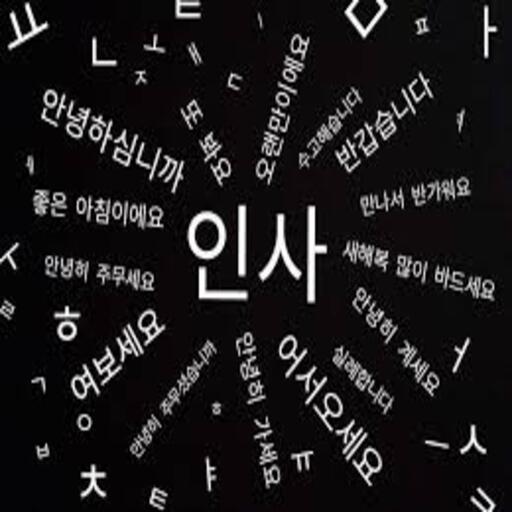 또 봐요
오랜만이에요
수고해습니다
반갑습니다
안녕하심니까
만나서 반가워요
좋은 아침이에요
인사
새해복 많이 바드세요
안녕히 주무세요
안녕히 계세요
여보세요
안녕히 주무셨습니까
안녕히 가세요
어서오세요
실례합니다
ㅛ
ㅌ
ㅏ
ㄴ
ㅗ
ㅈ
ㄷ
ㅍ
ㅎ
ㄱ
ㅇ
ㅂ
ㅊ
ㅌ
ㅑ
ㅠ
ㅡ
ㅅ
ㅓ
ㄹ